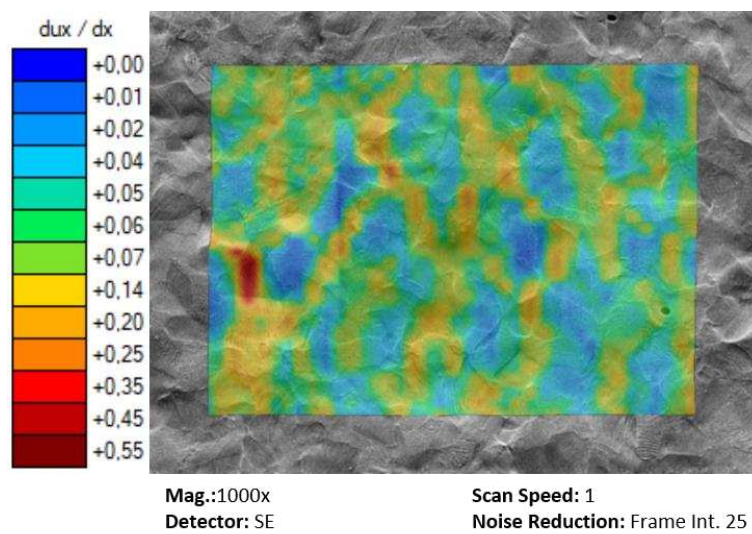 dux / dx
+0,00
+0,01
+0,02
+0,04
+0,05
+0,06
+0,07
+0,14
+0,20
+0,25
+0,35
+0,45
+0,55
Mag.:1000x
Scan Speed: 1
Detector: SE
Noise Reduction: Frame Int. 25